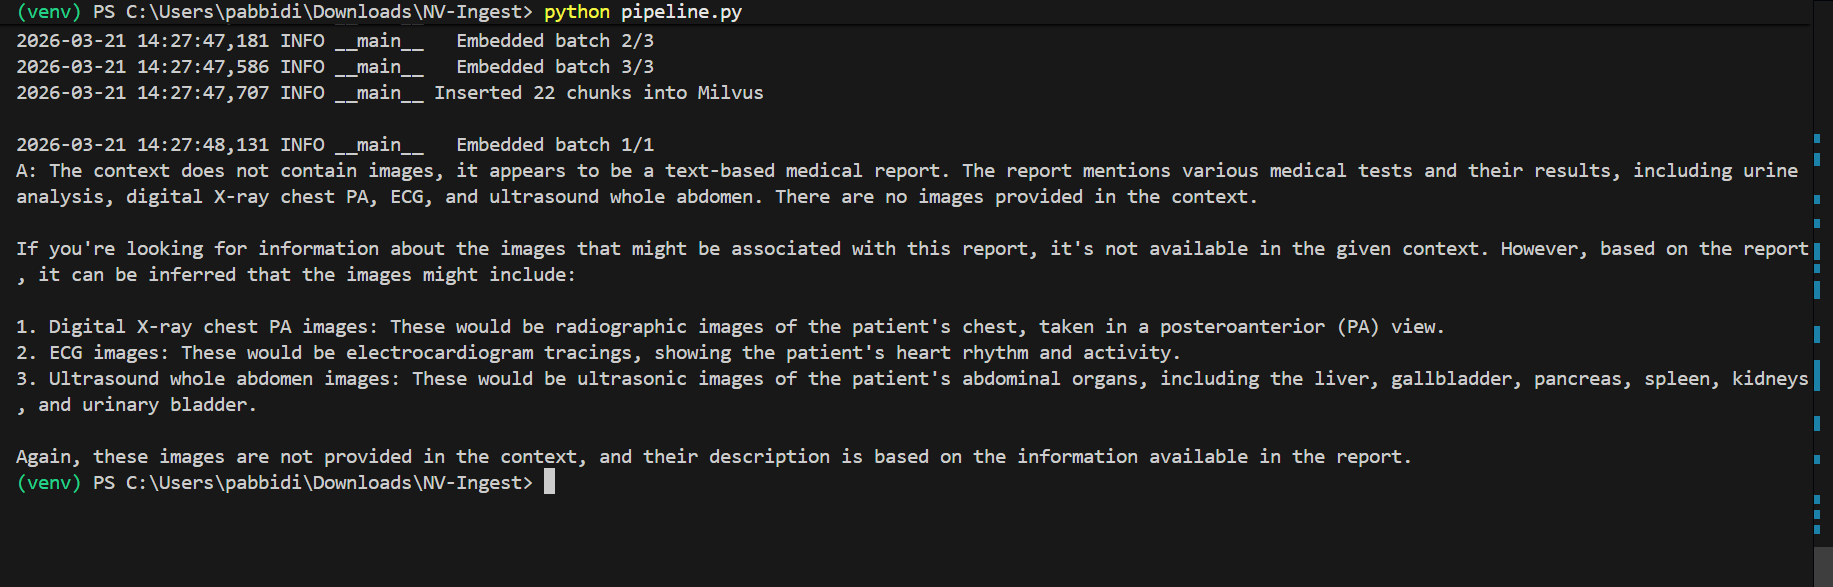 (venv) PS C:\Users\pabbidi\Downloads\NV-Ingest> python pipeline.py
2026-03-21 14:27:47,181 INFO __main__   Embedded batch 2/3
2026-03-21 14:27:47,586 INFO __main__   Embedded batch 3/3
2026-03-21 14:27:47,707 INFO __main__ Inserted 22 chunks into Milvus
2026-03-21 14:27:48,131 INFO __main__   Embedded batch 1/1
A: The context does not contain images, it appears to be a text-based medical report. The report mentions various medical tests and their results, including urine
analysis, digital X-ray chest PA, ECG, and ultrasound whole abdomen. There are no images provided in the context.
If you're looking for information about the images that might be associated with this report, it's not available in the given context. However, based on the report
, it can be inferred that the images might include:
1. Digital X-ray chest PA images: These would be radiographic images of the patient's chest, taken in a posteroanterior (PA) view.
2. ECG images: These would be electrocardiogram tracings, showing the patient's heart rhythm and activity.
3. Ultrasound whole abdomen images: These would be ultrasonic images of the patient's abdominal organs, including the liver, gallbladder, pancreas, spleen, kidneys
, and urinary bladder.
Again, these images are not provided in the context, and their description is based on the information available in the report.
(venv) PS C:\Users\pabbidi\Downloads\NV-Ingest>